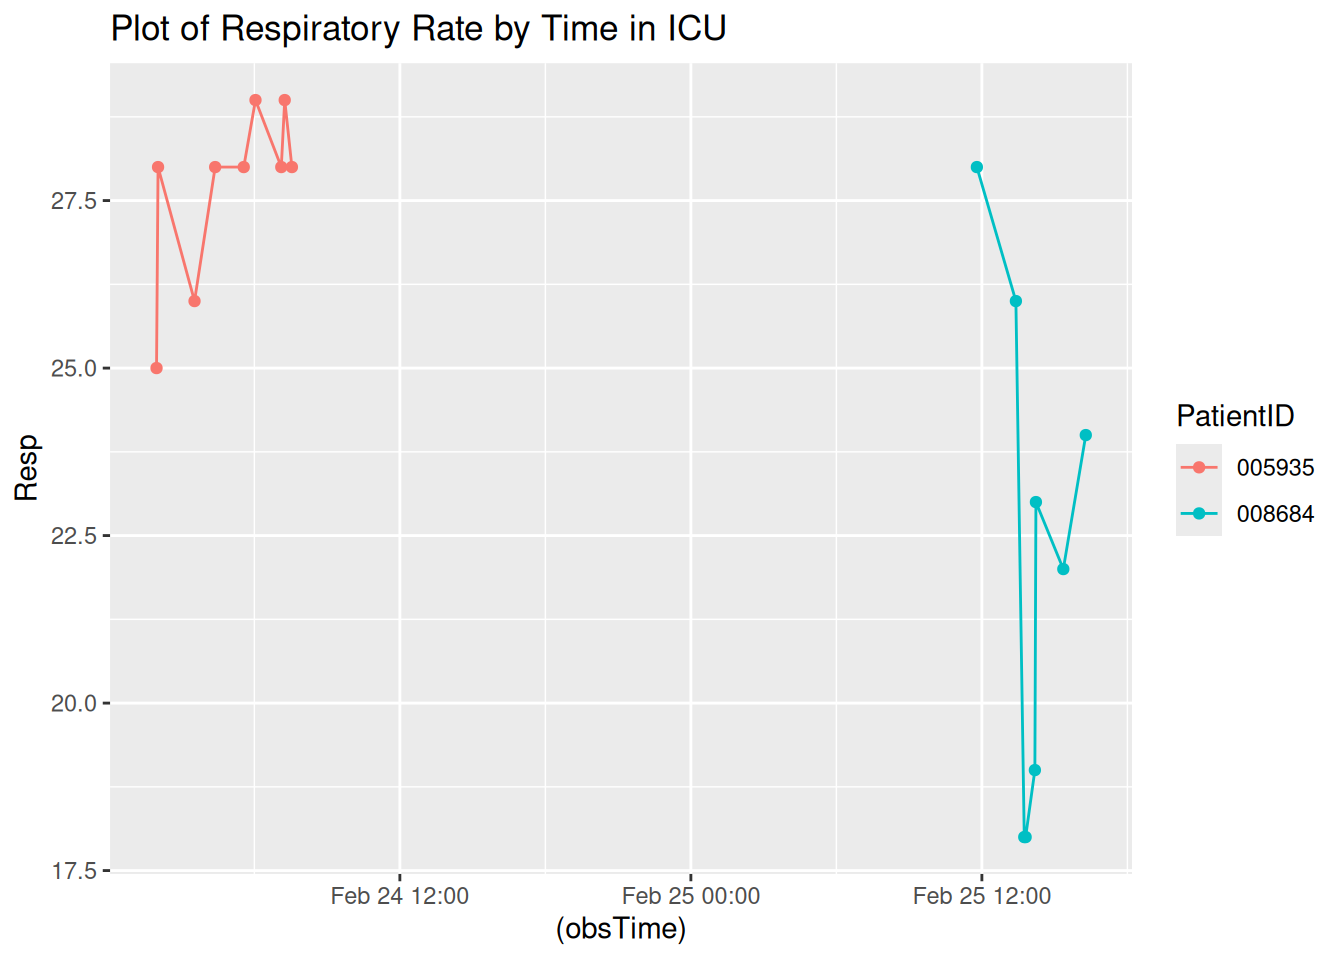 Plot of Respiratory Rate by Time in ICU
27.5
25.0
22.5
20.0
17.5
Resp
Feb 24 12:00 Feb 25 00:00 Feb 25 12:00
(obsTime)
PatientID
005935
008684